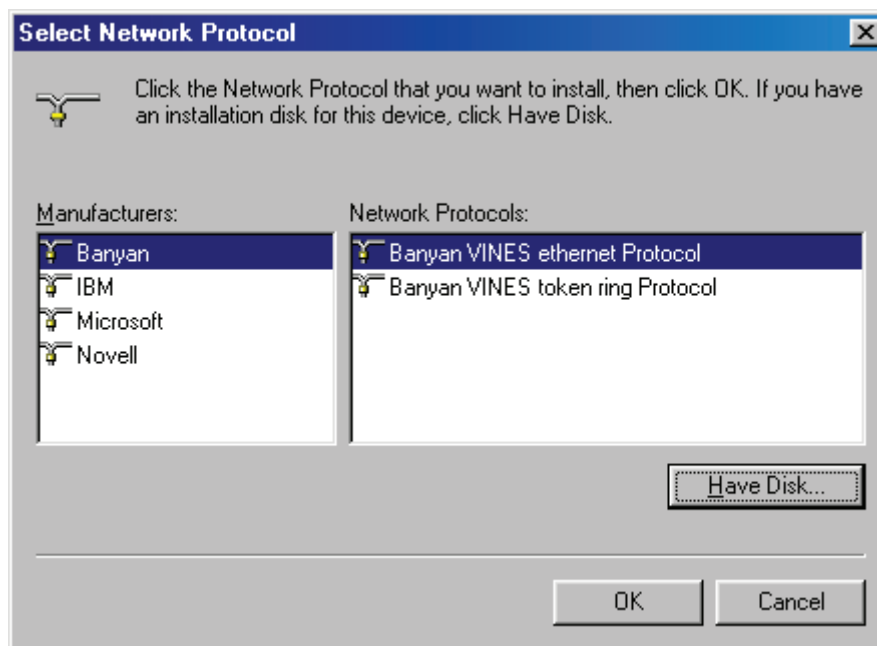 Select Network Protocol
Click the Network Protocol that you want to install, then click OK. If you have
an installation disk for this device, click Have Disk.
Manufacturers:
Banyan
IBM
Microsoft
Novell
Network Protocols:
Banyan VINES ethernet Protocol
Banyan VINES token ring Protocol
Have Disk...
OK
Cancel